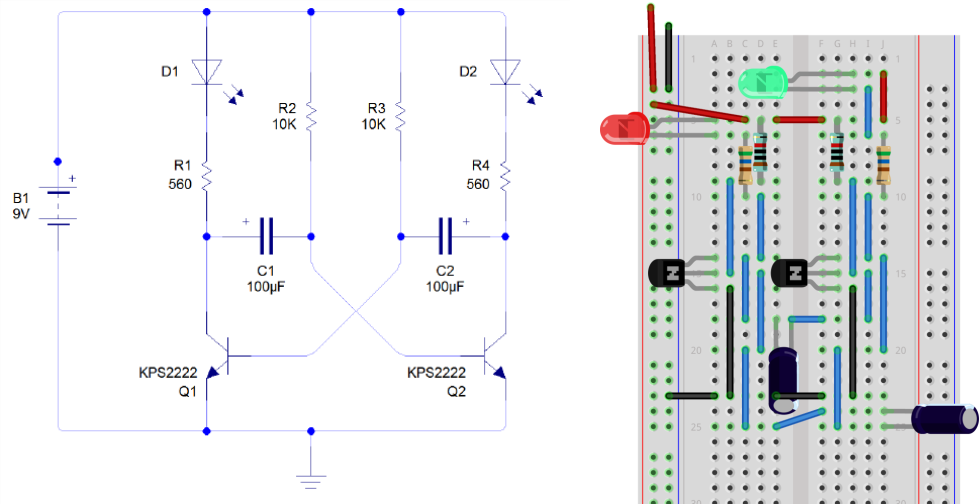 D1
D2
R2
10K
R3
10K
R1
560
R4
560
+
B1
9V
+
+
C1
100µF
C2
100µF
KPS2222
Q1
KPS2222
Q2
A B C D E F G H I J
1 1
5 5
10 10
15 15
20 20
25 25
N
N